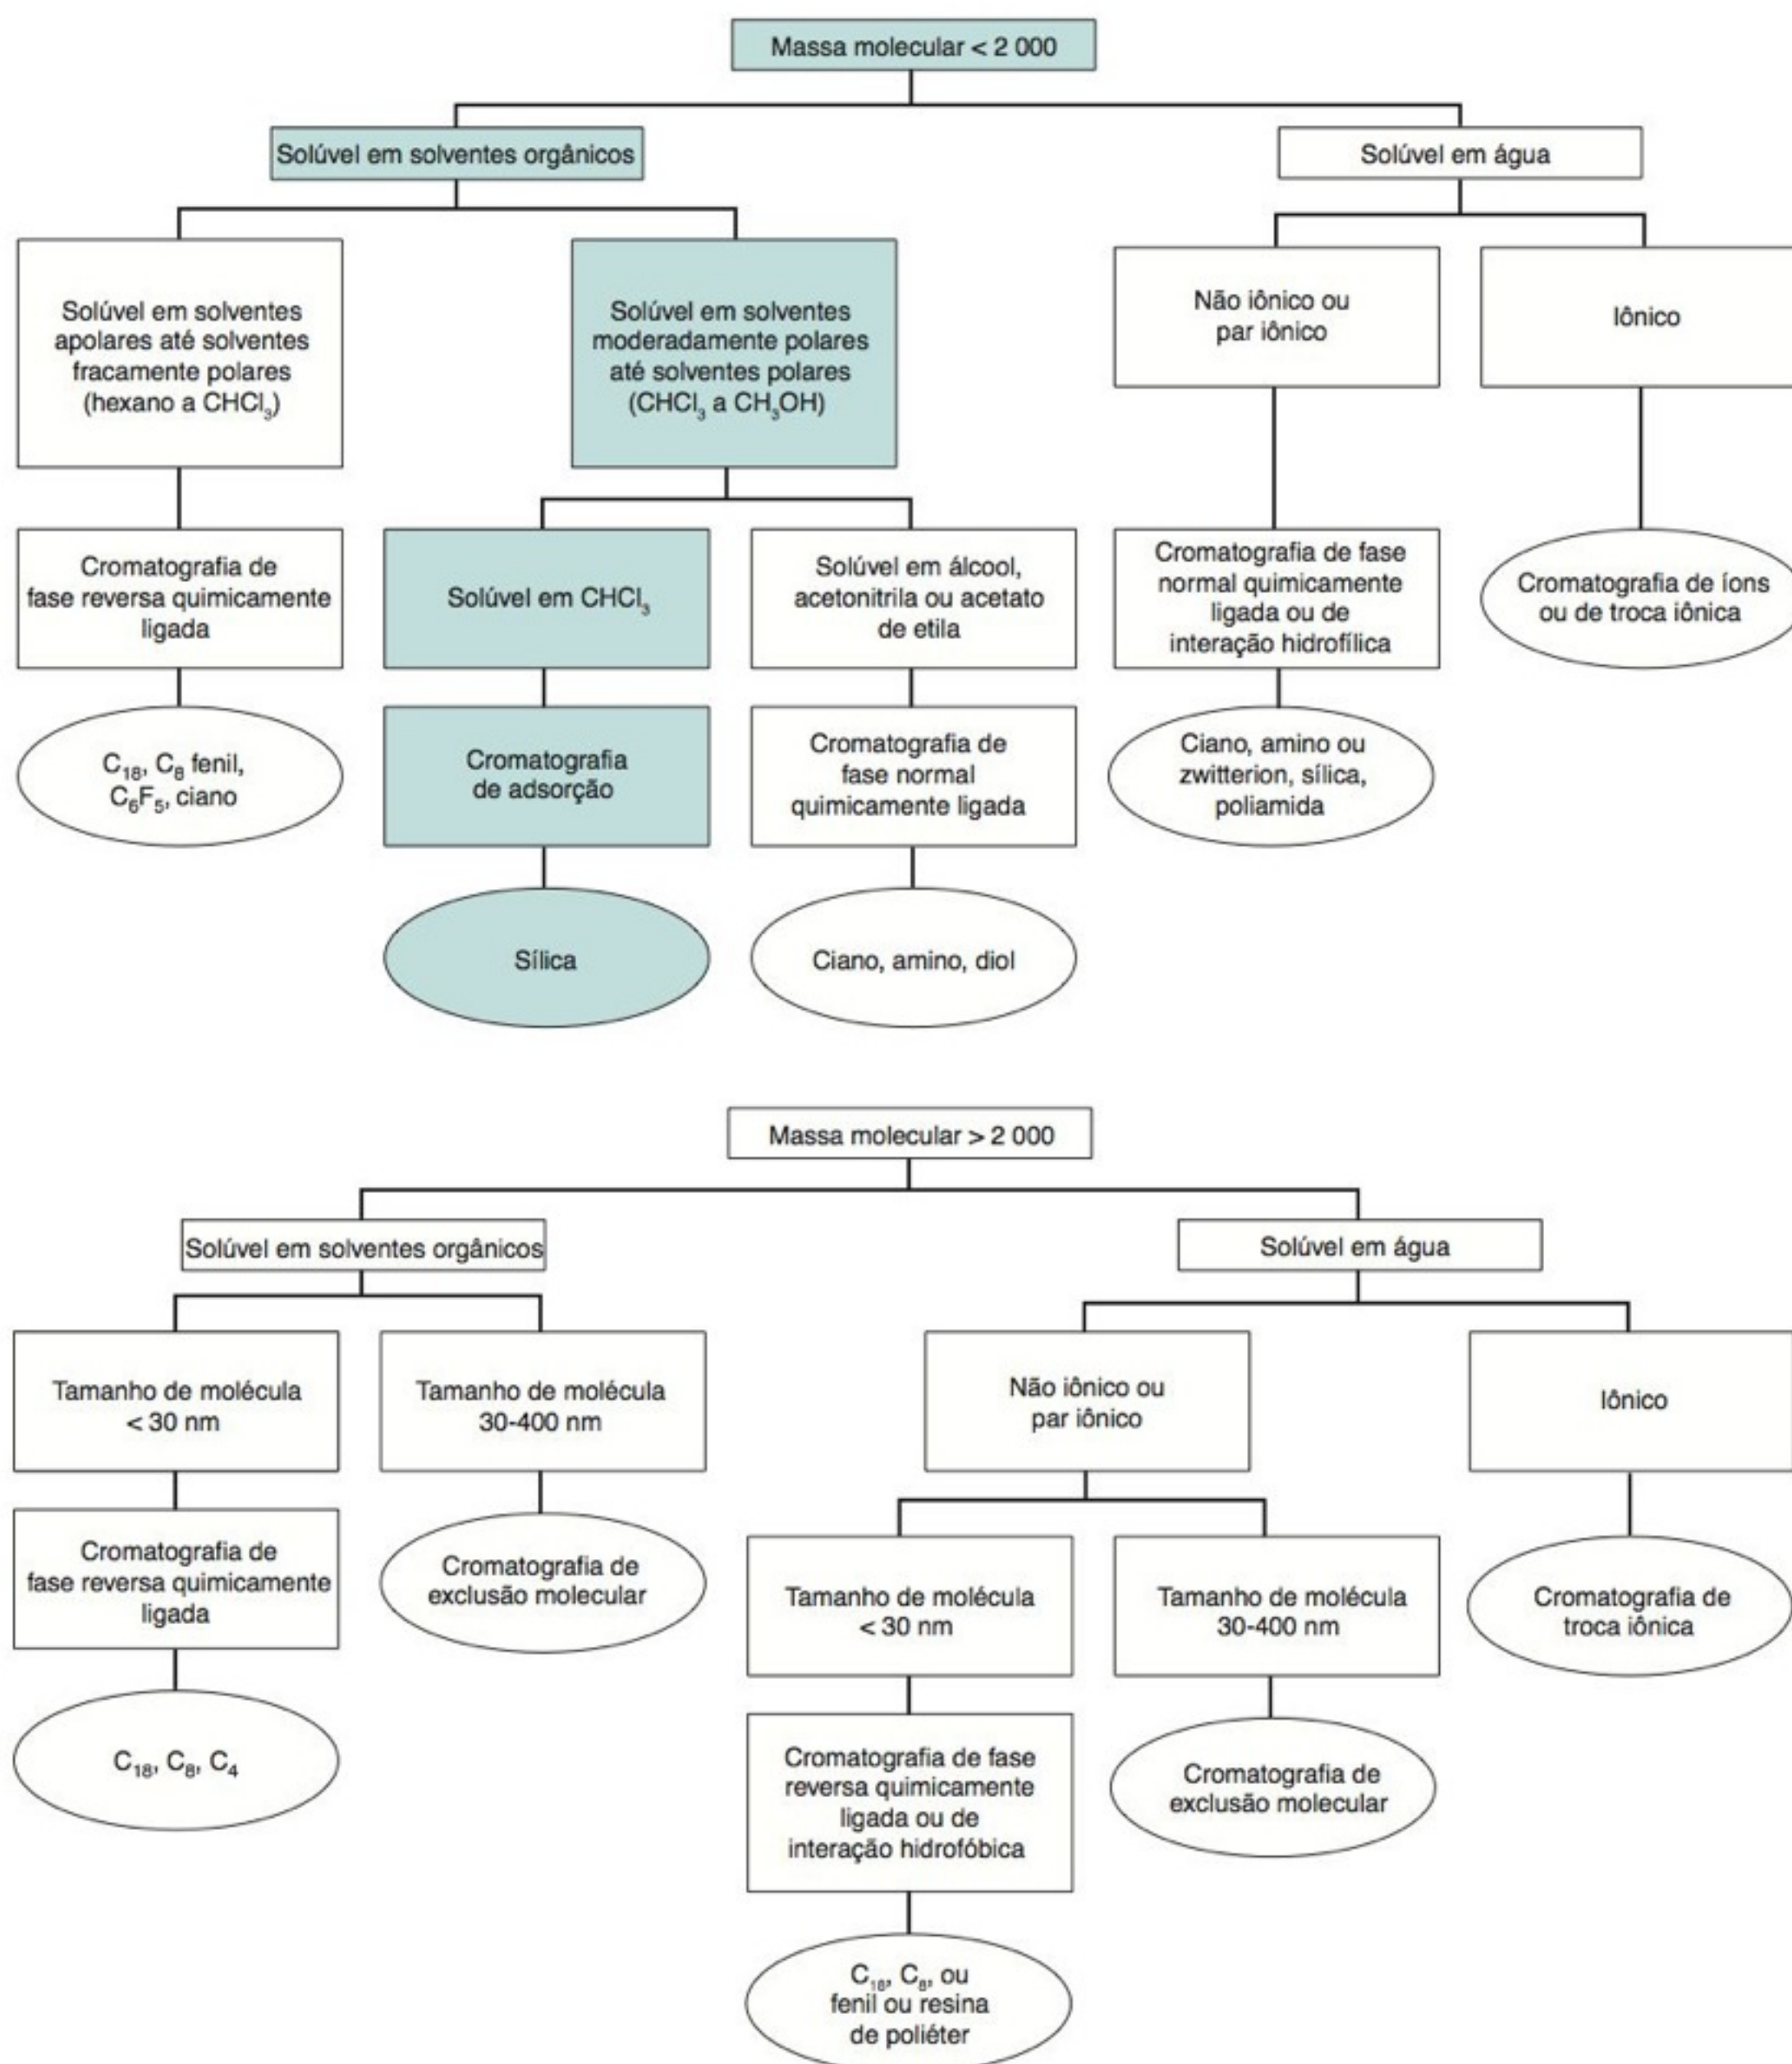 Massa molecular < 2 000
Solúvel em solventes orgânicos
Solúvel em água
Solúvel em solventes
apolares até solventes
fracamente polares
(hexano a CHCl₃)
Solúvel em solventes
moderadamente polares
até solventes polares
(CHCl₃ a CH₃OH)
Não iônico ou
par iônico
Iônico
Cromatografia de
fase reversa quimicamente
ligada
Solúvel em CHCl₃
Solúvel em álcool,
acetonitrila ou acetato
de etila
Cromatografia de fase
normal quimicamente
ligada ou de
interação hidrofílica
Cromatografia de íons
ou de troca iônica
C₁₈, C₈ fenil,
C₆F₅, ciano
Cromatografia
de adsorção
Cromatografia de
fase normal
quimicamente ligada
Ciano, amino ou
zwitterion, sílica,
poliamida
Sílica
Ciano, amino, diol
Massa molecular > 2 000
Solúvel em solventes orgânicos
Solúvel em água
Tamanho de molécula
< 30 nm
Tamanho de molécula
30-400 nm
Não iônico ou
par iônico
Iônico
Cromatografia de
fase reversa quimicamente
ligada
Cromatografia de
exclusão molecular
Tamanho de molécula
< 30 nm
Tamanho de molécula
30-400 nm
Cromatografia de
troca iônica
C₁₈, C₈, C₄
Cromatografia de fase
reversa quimicamente
ligada ou de
interação hidrofóbica
Cromatografia de
exclusão molecular
C₁₈, C₈, ou
fenil ou resina
de poliéter